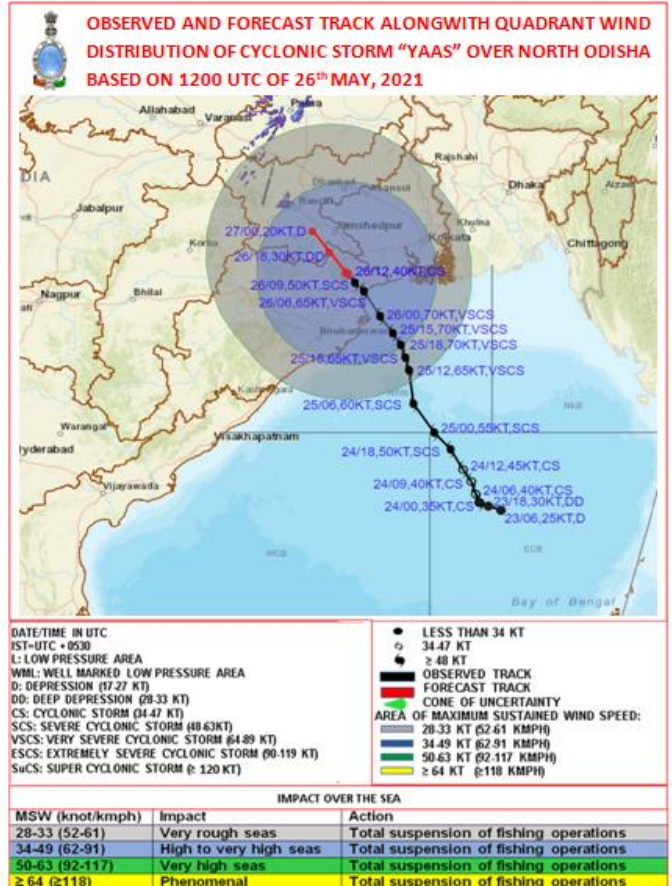 OBSERVED AND FORECAST TRACK ALONGWITH QUADRANT WIND
DISTRIBUTION OF CYCLONIC STORM “YAAS” OVER NORTH ODISHA
BASED ON 1200 UTC OF 26th MAY, 2021
Allahabad
Varanasi
Patna
Rajshahi
DIA
Dhanbad
Asansol
Dhaka
Aizawl
Jabalpur
Ranchi
Jamshedpur
Khulna
27/00,20KT,D
Kolkata
Chittagong
Korba
26/18,30KT,DD
26/12,40KT,CS
Nagpur
Bhilai
26/09,50KT,SCS
26/06,65KT,VSCS
26/00,70KT,VSCS
Bhubaneswar
25/15,70KT,VSCS
25/18,70KT,VSCS
25/15,65KT,VSCS
25/12,65KT,VSCS
25/06,60KT,SCS
NEB
Warangal
Visakhapatnam
25/00,55KT,SCS
yderabad
24/18,50KT,SCS
24/12,45KT,CS
24/09,40KT,CS
Vijayawada
24/06,40KT,CS
24/00,35KT,CS
23/18,30KT,DD
23/06,25KT,D
WCB
ECB
Bay of Bengal
DATE/TIME IN UTC
IST=UTC + 0530
L: LOW PRESSURE AREA
WML: WELL MARKED LOW PRESSURE AREA
D: DEPRESSION (17-27 KT)
DD: DEEP DEPRESSION (28-33 KT)
CS: CYCLONIC STORM (34-47 KT)
SCS: SEVERE CYCLONIC STORM (48-63KT)
VSCS: VERY SEVERE CYCLONIC STORM (64-89 KT)
ESCS: EXTREMELY SEVERE CYCLONIC STORM (90-119 KT)
SuCS: SUPER CYCLONIC STORM (≥ 120 KT)
LESS THAN 34 KT
34-47 KT
≥ 48 KT
OBSERVED TRACK
FORECAST TRACK
CONE OF UNCERTAINTY
AREA OF MAXIMUM SUSTAINED WIND SPEED:
28-33 KT (52-61 KMPH)
34-49 KT (62-91 KMPH)
50-63 KT (92-117 KMPH)
≥ 64 KT (≥118 KMPH)
IMPACT OVER THE SEA
MSW (knot/kmph) Impact Action
28-33 (52-61) Very rough seas Total suspension of fishing operations
34-49 (62-91) High to very high seas Total suspension of fishing operations
50-63 (92-117) Very high seas Total suspension of fishing operations
≥ 64 (≥118) Phenomenal Total suspension of fishing operations